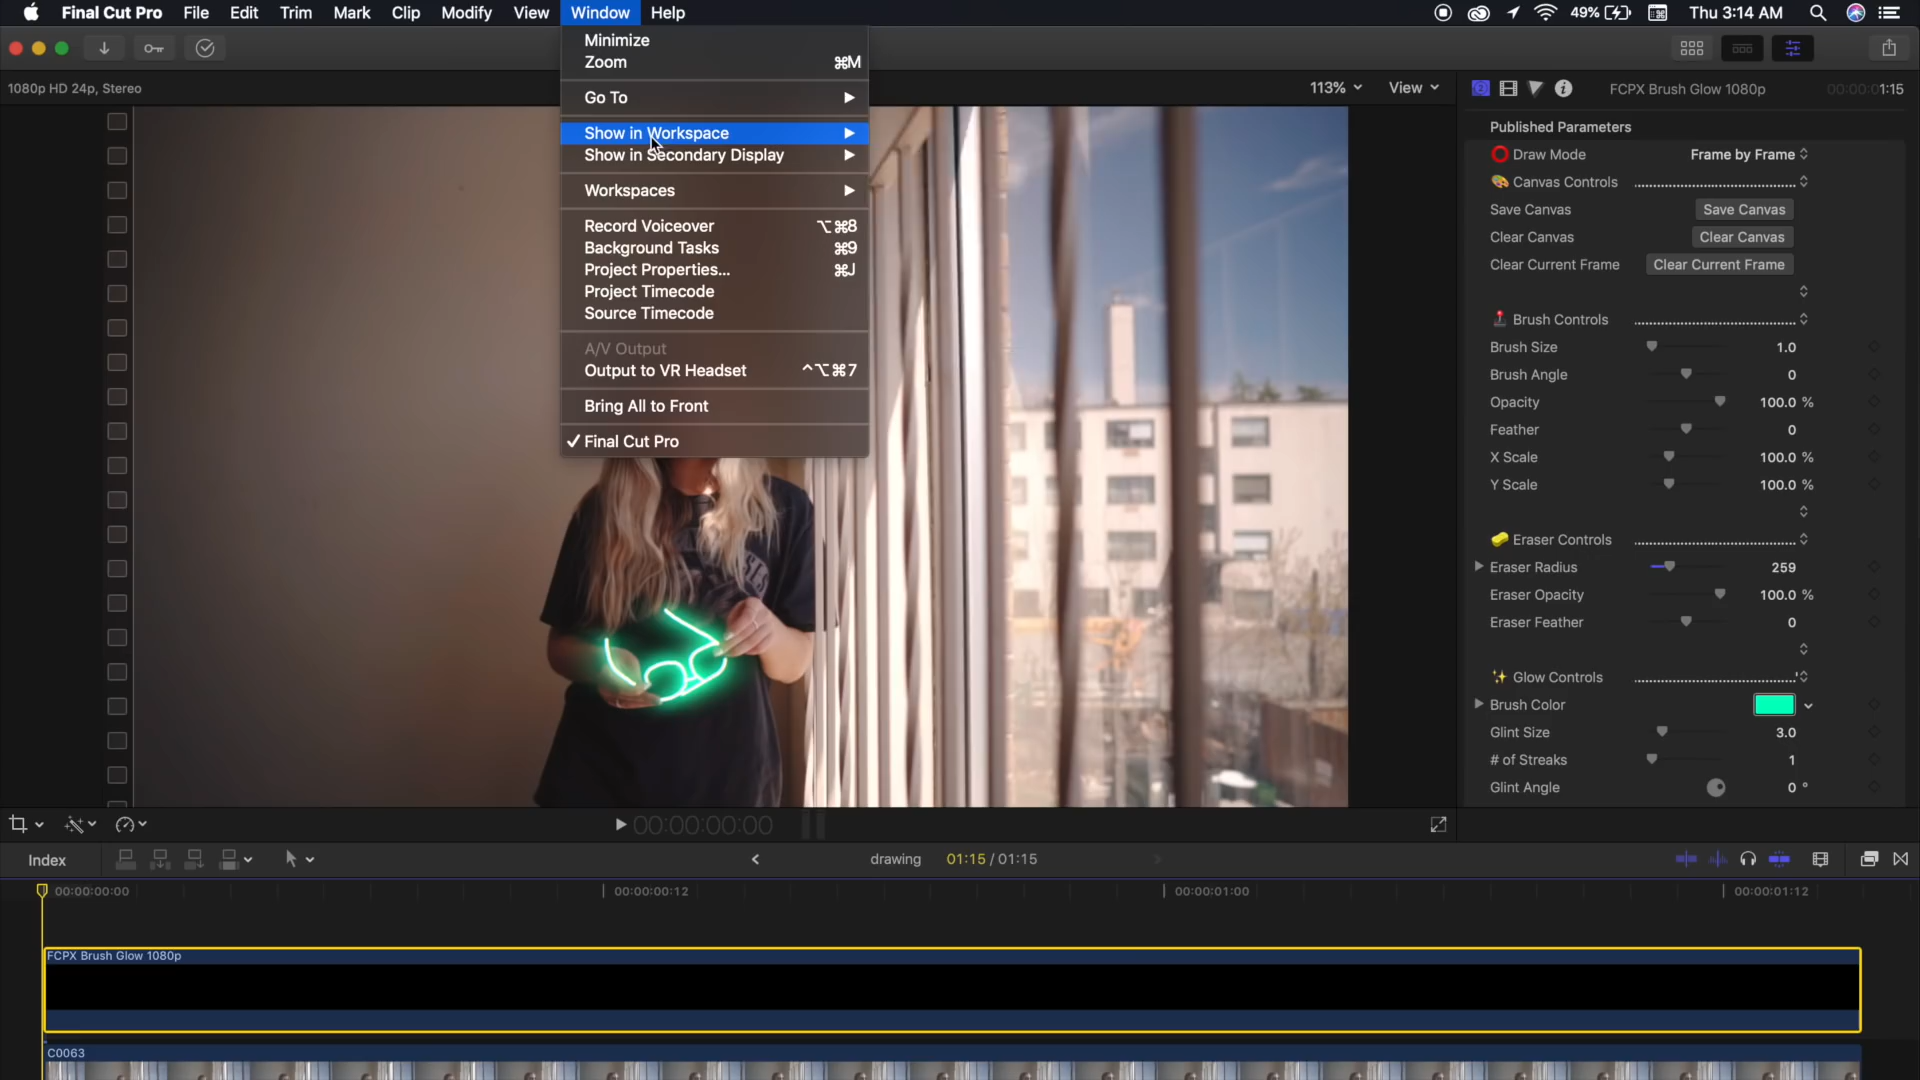 Final Cut Pro File Edit Trim Mark Clip Modify View Window Help 49% Thu 3:14 AM
Minimize
Zoom ⌘M
Go To
Show in Workspace
Show in Secondary Display
Workspaces
Record Voiceover ⌥⌘8
Background Tasks ⌘9
Project Properties... ⌘J
Project Timecode
Source Timecode
A/V Output
Output to VR Headset ^⌥⌘7
Bring All to Front
✓ Final Cut Pro
1080p HD 24p, Stereo
113% View
FCPX Brush Glow 1080p 00:00:01:15
Published Parameters
Draw Mode Frame by Frame
Canvas Controls
Save Canvas Save Canvas
Clear Canvas Clear Canvas
Clear Current Frame Clear Current Frame
Brush Controls
Brush Size 1.0
Brush Angle 0
Opacity 100.0 %
Feather 0
X Scale 100.0 %
Y Scale 100.0 %
Eraser Controls
Eraser Radius 259
Eraser Opacity 100.0 %
Eraser Feather 0
Glow Controls
Brush Color
Glint Size 3.0
# of Streaks 1
Glint Angle 0 °
00:00:00:00
Index drawing 01:15 / 01:15
00:00:00:00 00:00:00:12 00:00:01:00 00:00:01:12
FCPX Brush Glow 1080p
C0063